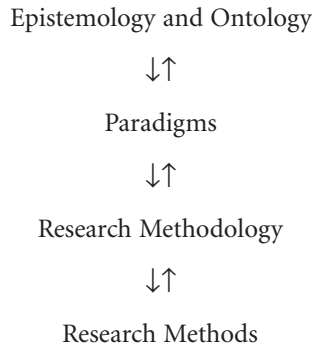 Epistemology and Ontology
↓↑
Paradigms
↓↑
Research Methodology
↓↑
Research Methods